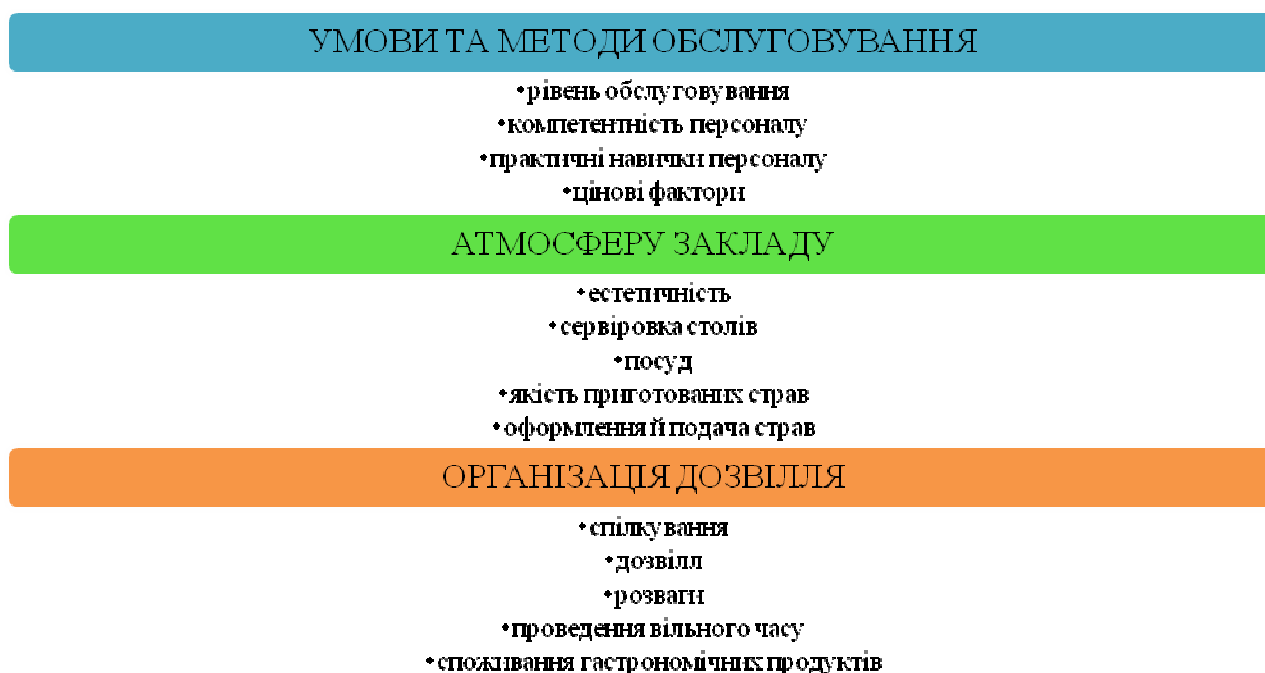 УМОВИ ТА МЕТОДИ ОБСЛУГОВУВАННЯ
•рівень обслуговування
•компетентність персоналу
•практичні навички персоналу
•цінові фактори
АТМОСФЕРУ ЗАКЛАДУ
•естетичність
•сервіровка столів
•посуд
•якість приготованих страв
•оформлення й подача страв
ОРГАНІЗАЦІЯ ДОЗВІЛЛЯ
•спілкування
•дозвілл
•розваги
•проведення вільного часу
•споживання гастрономічних продуктів